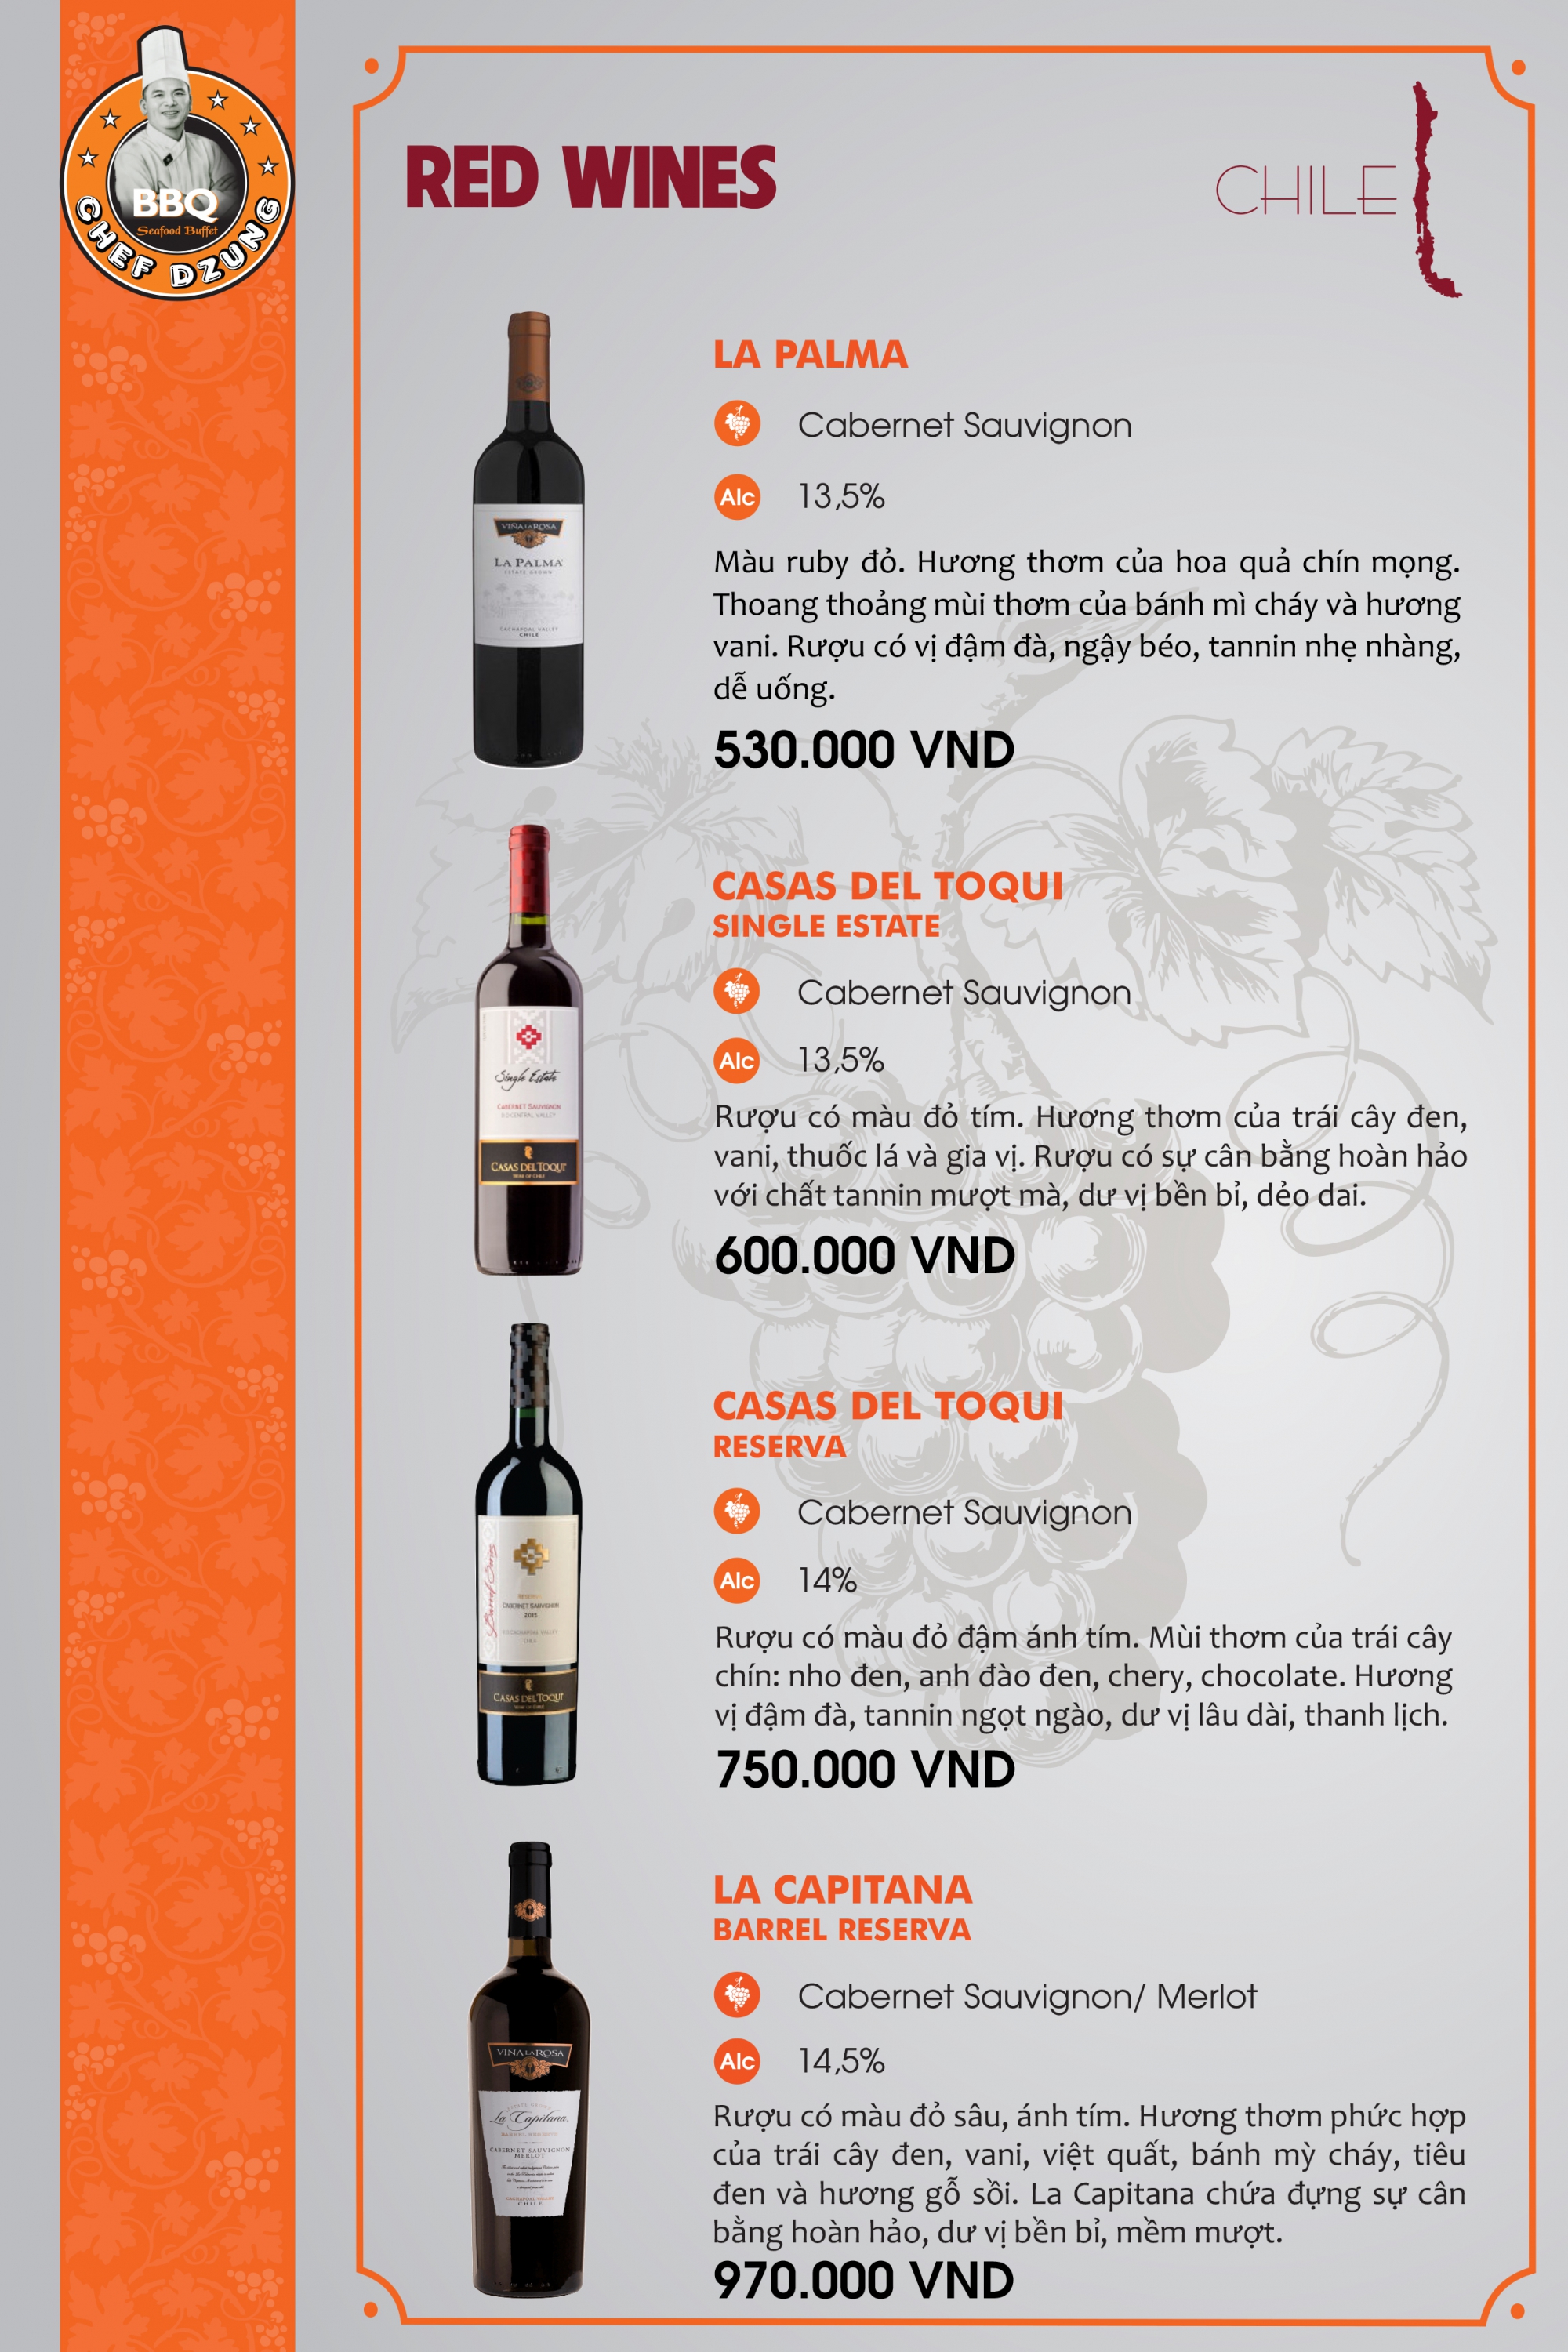 BBQ
Seafood Buffet
CHEF DZUNG
RED WINES
CHILE
VIÑA LA ROSA
LA PALMA
ESTATE GROWN
CACHAPOAL VALLEY
CHILE
LA PALMA
Cabernet Sauvignon
Alc 13,5%
Màu ruby đỏ. Hương thơm của hoa quả chín mọng.
Thoang thoảng mùi thơm của bánh mì cháy và hương
vani. Rượu có vị đậm đà, ngậy béo, tannin nhẹ nhàng,
dễ uống.
530.000 VND
Single Estate
CABERNET SAUVIGNON
CASAS DEL TOQUI
WINE OF CHILE
CASAS DEL TOQUI
SINGLE ESTATE
Cabernet Sauvignon
Alc 13,5%
Rượu có màu đỏ tím. Hương thơm của trái cây đen,
vani, thuốc lá và gia vị. Rượu có sự cân bằng hoàn hảo
với chất tannin mượt mà, dư vị bền bỉ, dẻo dai.
600.000 VND
Barrel Series
CABERNET SAUVIGNON
2015
CASAS DEL TOQUI
CASAS DEL TOQUI
RESERVA
Cabernet Sauvignon
Alc 14%
Rượu có màu đỏ đậm ánh tím. Mùi thơm của trái cây
chín: nho đen, anh đào đen, chery, chocolate. Hương
vị đậm đà, tannin ngọt ngào, dư vị lâu dài, thanh lịch.
750.000 VND
VIÑA LA ROSA
La Capitana
CABERNET SAUVIGNON
MERLOT
CHILE
LA CAPITANA
BARREL RESERVA
Cabernet Sauvignon/ Merlot
Alc 14,5%
Rượu có màu đỏ sâu, ánh tím. Hương thơm phức hợp
của trái cây đen, vani, việt quất, bánh mỳ cháy, tiêu
đen và hương gỗ sồi. La Capitana chứa đựng sự cân
bằng hoàn hảo, dư vị bền bỉ, mềm mượt.
970.000 VND